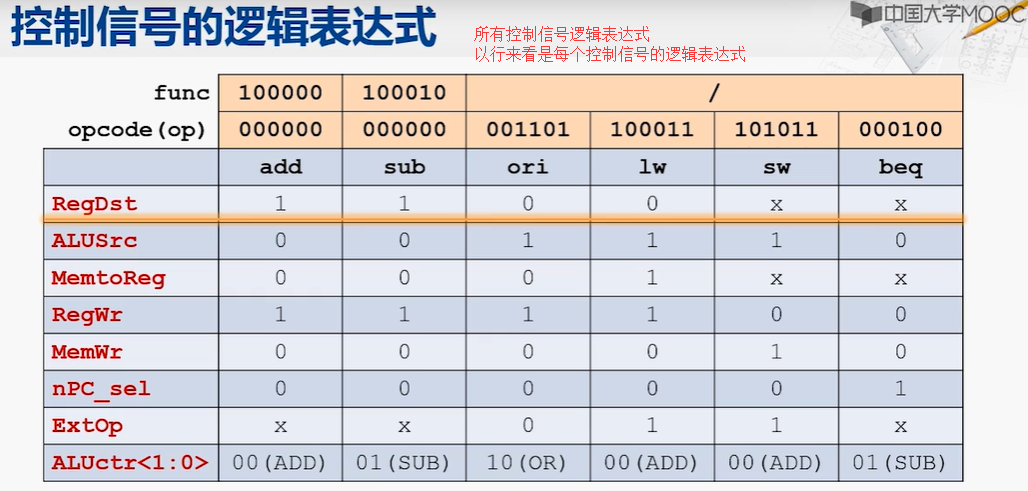 控制信号的逻辑表达式
中国大学MOOC
所有控制信号逻辑表达式
以行来看是每个控制信号的逻辑表达式
func 100000 100010 /
opcode(op) 000000 000000 001101 100011 101011 000100
add sub ori lw sw beq
RegDst 1 1 0 0 x x
ALUSrc 0 0 1 1 1 0
MemtoReg 0 0 0 1 x x
RegWr 1 1 1 1 0 0
MemWr 0 0 0 0 1 0
nPC_sel 0 0 0 0 0 1
ExtOp x x 0 1 1 x
ALUctr<1:0> 00(ADD) 01(SUB) 10(OR) 00(ADD) 00(ADD) 01(SUB)